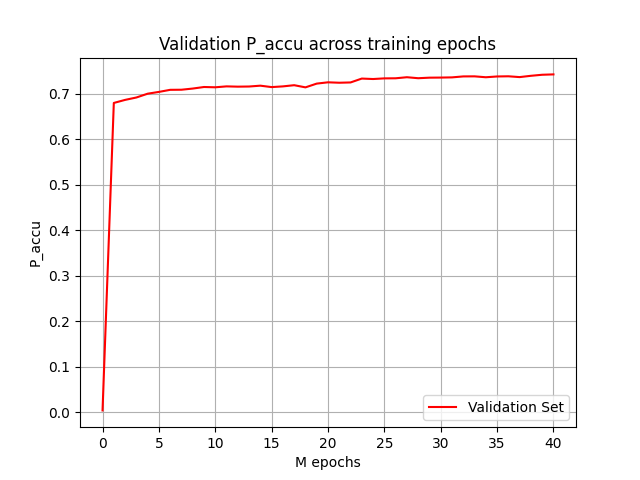 Validation P_accu across training epochs
P_accu
0.7
0.6
0.5
0.4
0.3
0.2
0.1
0.0
Validation Set
0 5 10 15 20 25 30 35 40
M epochs